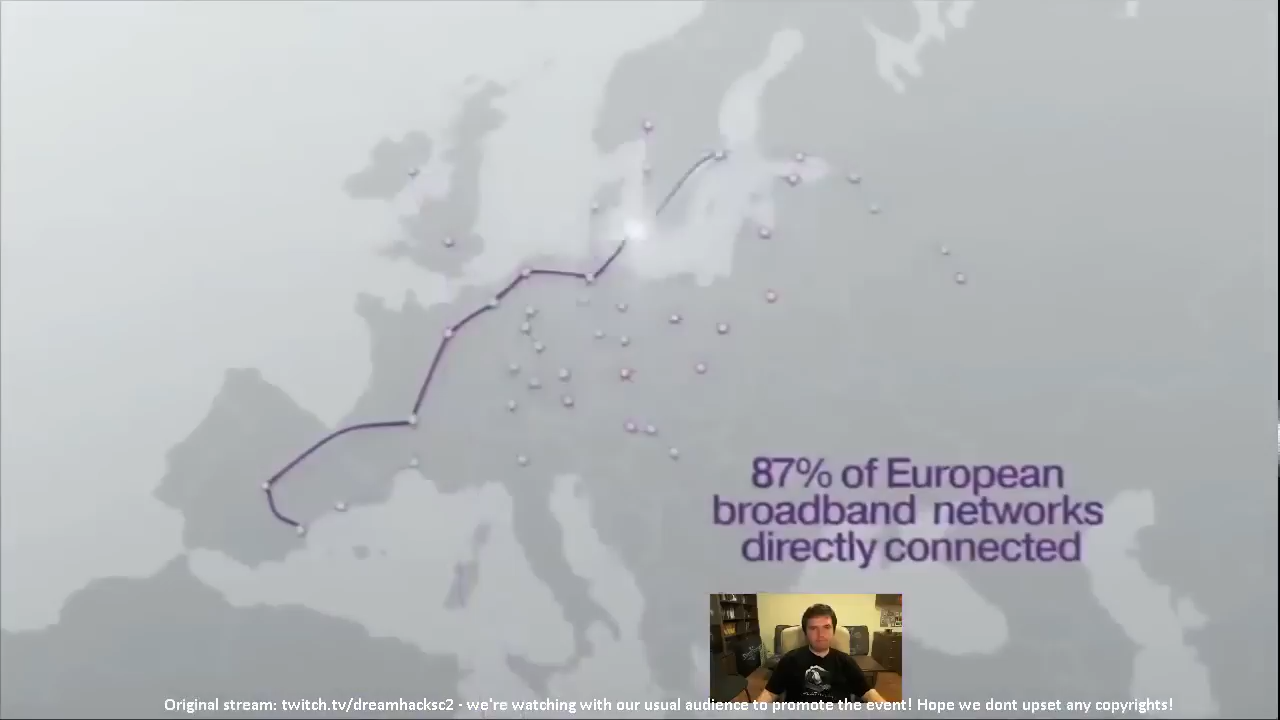 87% of European
broadband networks
directly connected
Original stream: twitch.tv/dreamhacksc2 - we're watching with our usual audience to promote the event! Hope we dont upset any copyrights!